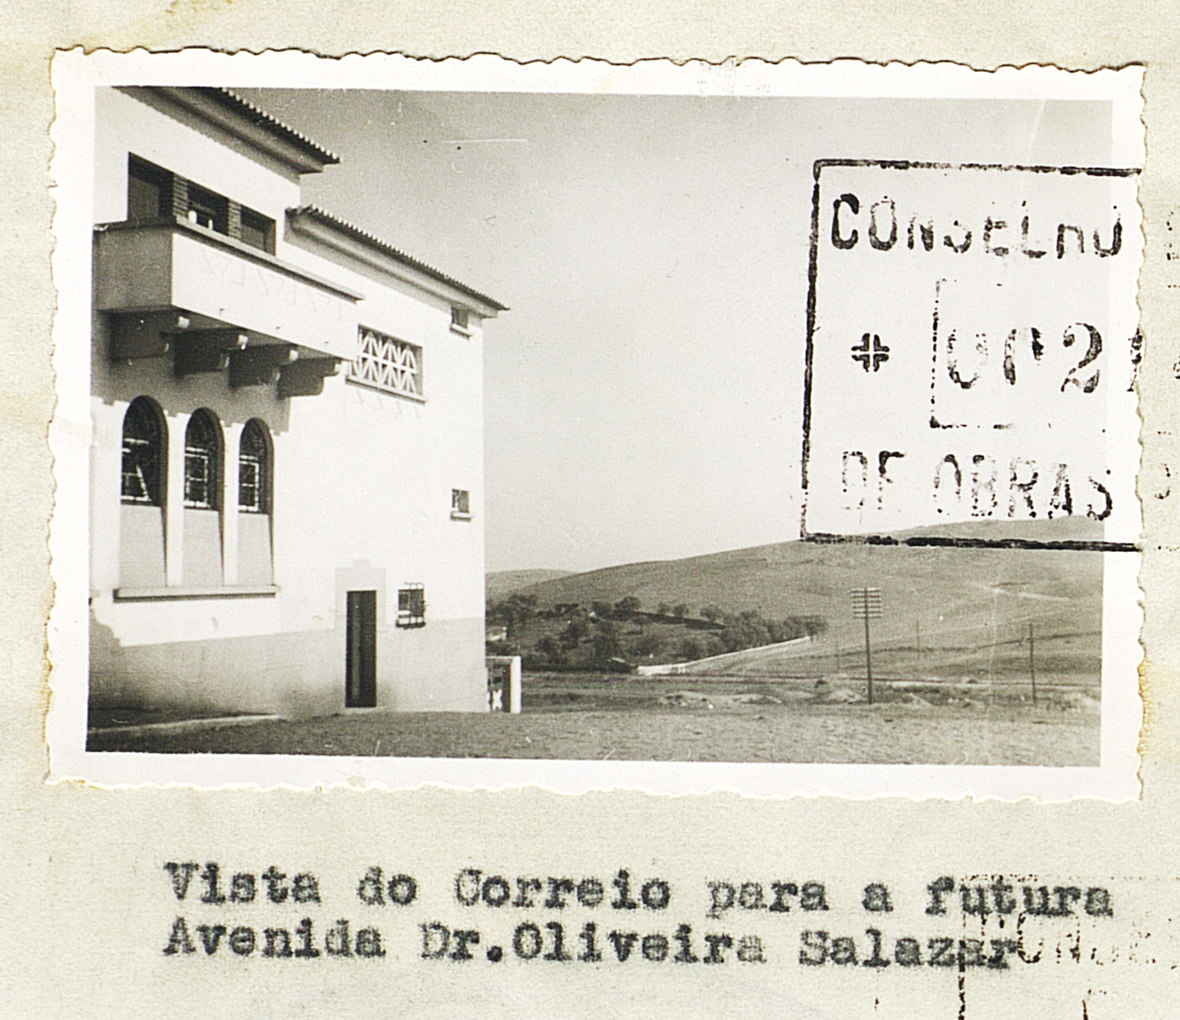 CONSELHO
DE OBRAS
Vista do Correio para a futura
Avenida Dr.Oliveira Salazar